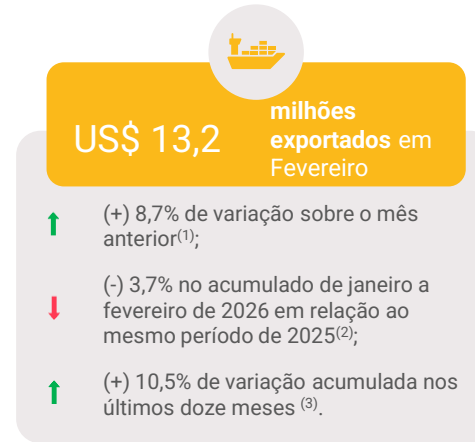 US$ 13,2
milhões
exportados em
Fevereiro
(+) 8,7% de variação sobre o mês
anterior(1);
(-) 3,7% no acumulado de janeiro a
fevereiro de 2026 em relação ao
mesmo período de 2025(2);
(+) 10,5% de variação acumulada nos
últimos doze meses (3).